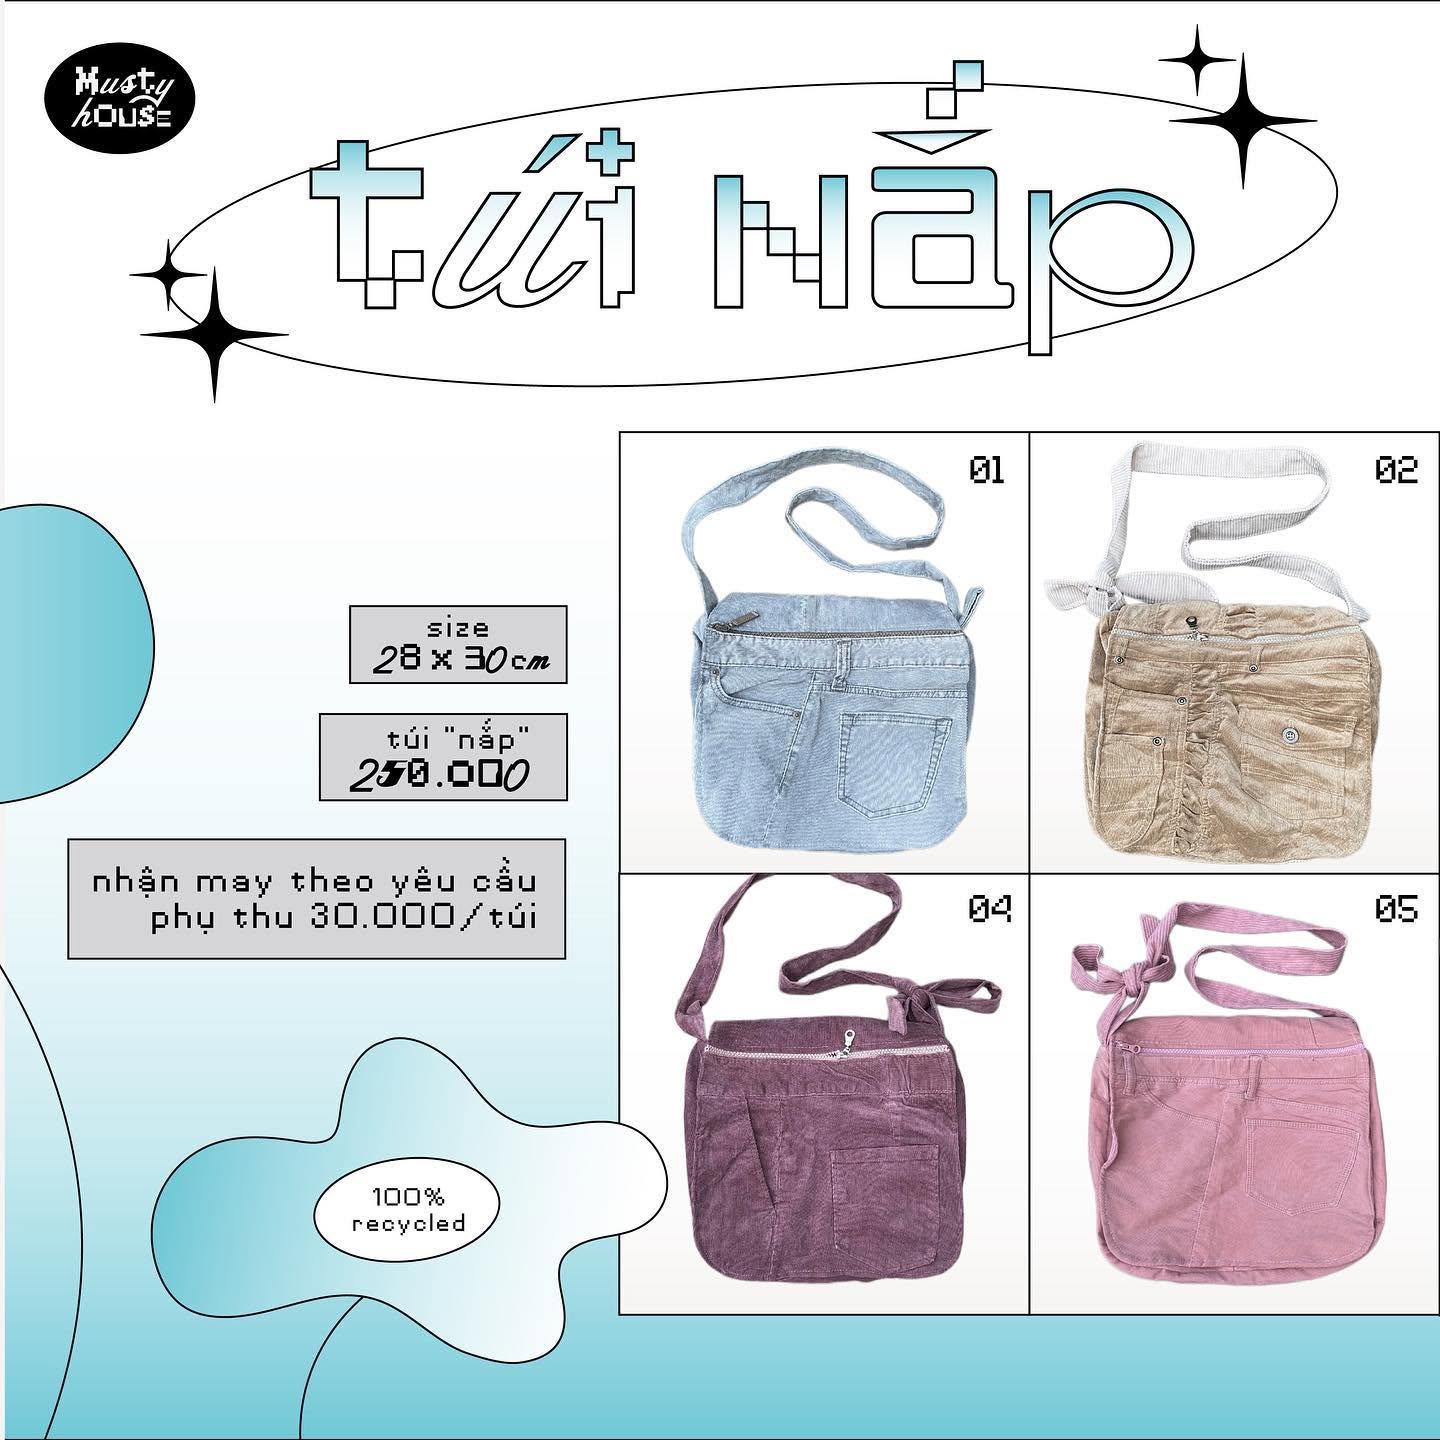 Musty
hOUSE
túi nắp
01
02
size
28 x 30cm
túi "nắp"
250.000
nhận may theo yêu cầu
phụ thu 30.000/túi
04
05
100%
recycled